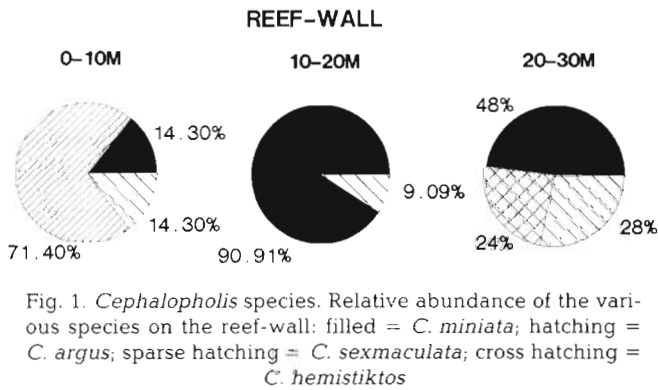 REEF-WALL
0-10M
10-20M
20-30M
48%
14.30%
9.09%
14.30%
28%
24%
71.40%
90.91%
Fig. 1. Cephalopholis species. Relative abundance of the vari-
ous species on the reef-wall: filled = C. miniata; hatching =
C. argus; sparse hatching = C. sexmaculata; cross hatching =
C. hemistiktos